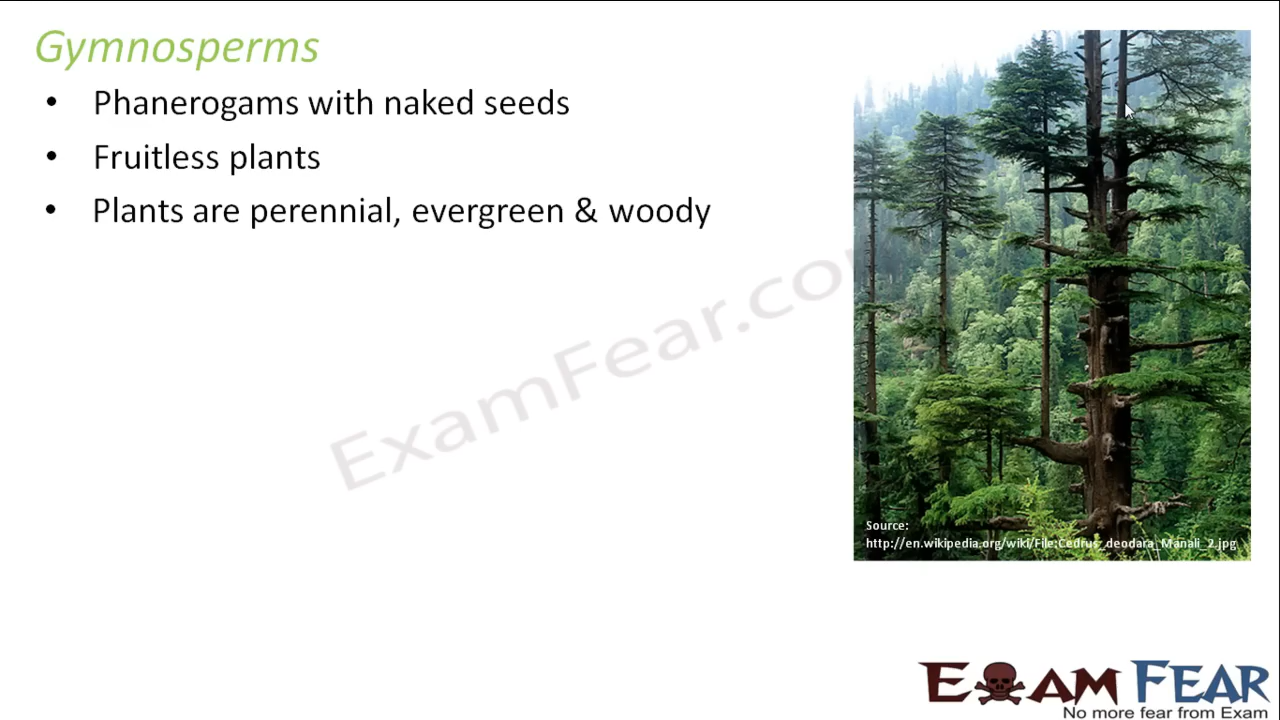 Gymnosperms
• Phanerogams with naked seeds
• Fruitless plants
• Plants are perennial, evergreen & woody
ExamFear.co
Source:
http://en.wikipedia.org/wiki/File:Cedrus_deodara_Manali_2.jpg
EXAM FEAR
No more fear from Exam